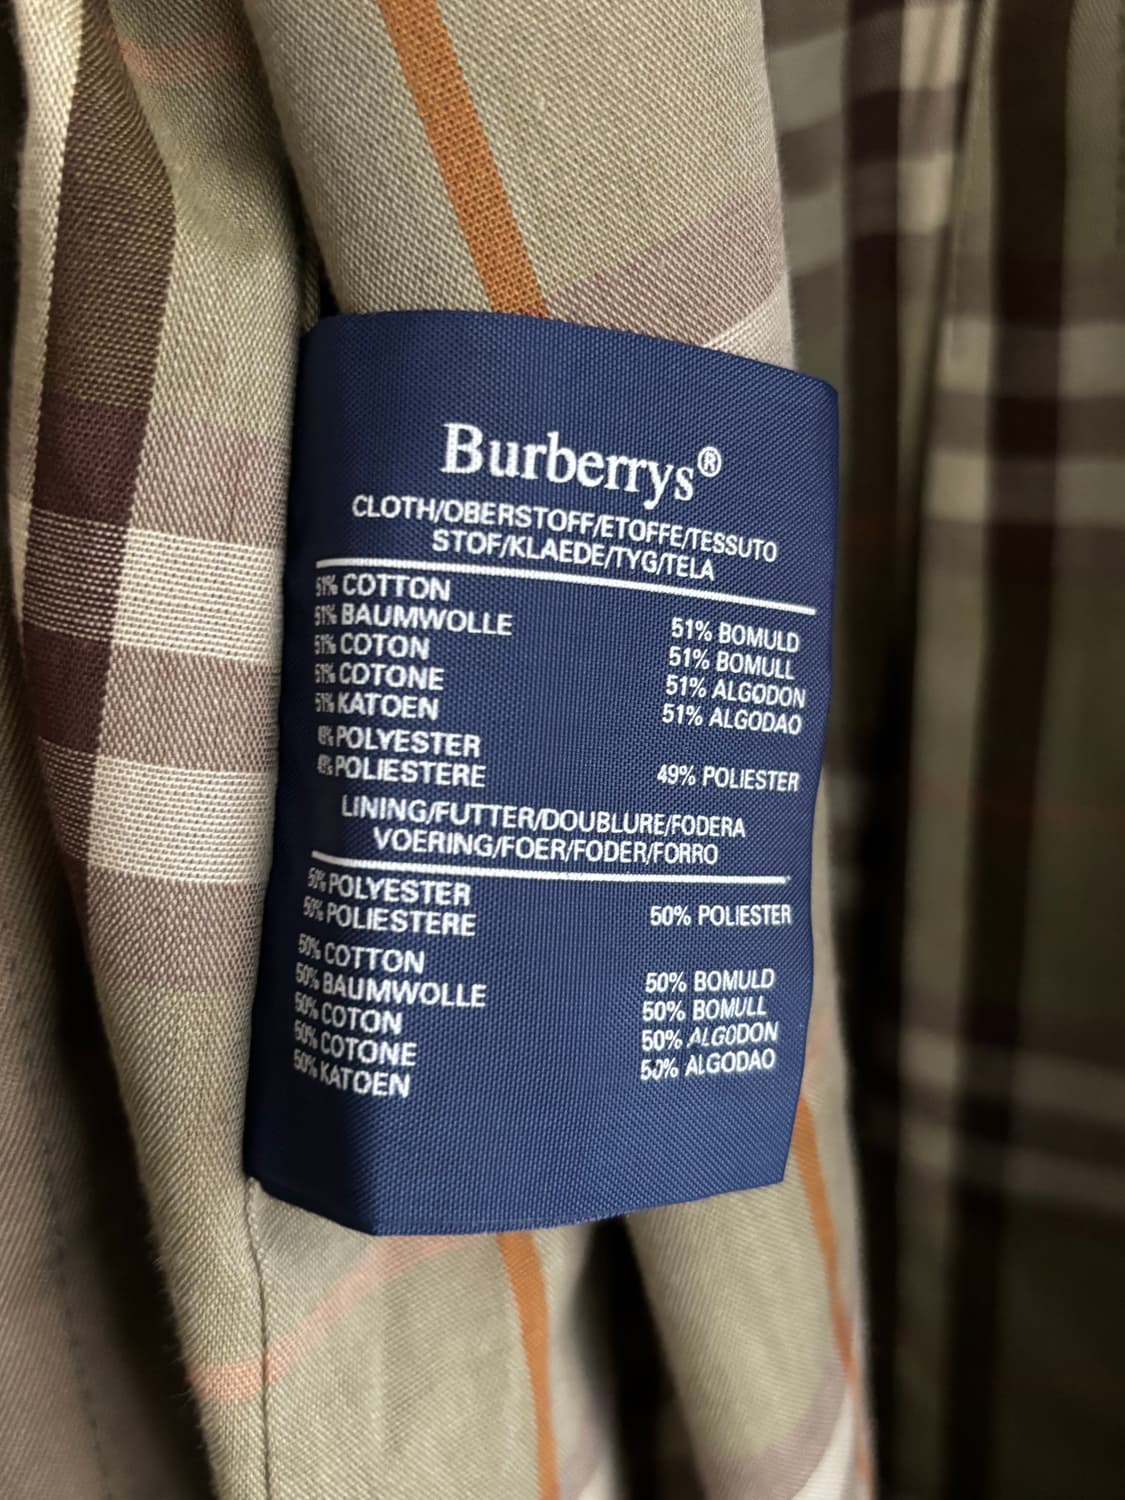 Burberrys®
CLOTH/OBERSTOFF/ETOFFE/TESSUTO
STOF/KLAEDE/TYG/TELA
51% COTTON
51% BAUMWOLLE 51% BOMULD
51% COTON 51% BOMULL
51% COTONE 51% ALGODON
51% KATOEN 51% ALGODAO
POLYESTER
POLIESTERE 49% POLIESTER
LINING/FUTTER/DOUBLURE/FODERA
VOERING/FOER/FODER/FORRO
50% POLYESTER
50% POLIESTERE 50% POLIESTER
50% COTTON
50% BAUMWOLLE 50% BOMULD
50% COTON 50% BOMULL
50% COTONE 50% ALGODON
50% KATOEN 50% ALGODAO